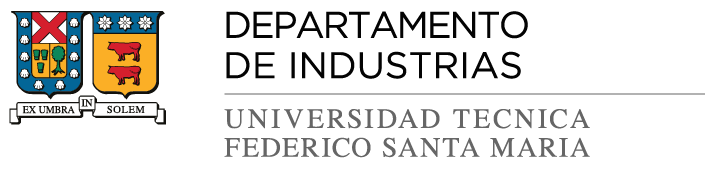 EX UMBRA IN SOLEM
DEPARTAMENTO
DE INDUSTRIAS
UNIVERSIDAD TECNICA
FEDERICO SANTA MARIA